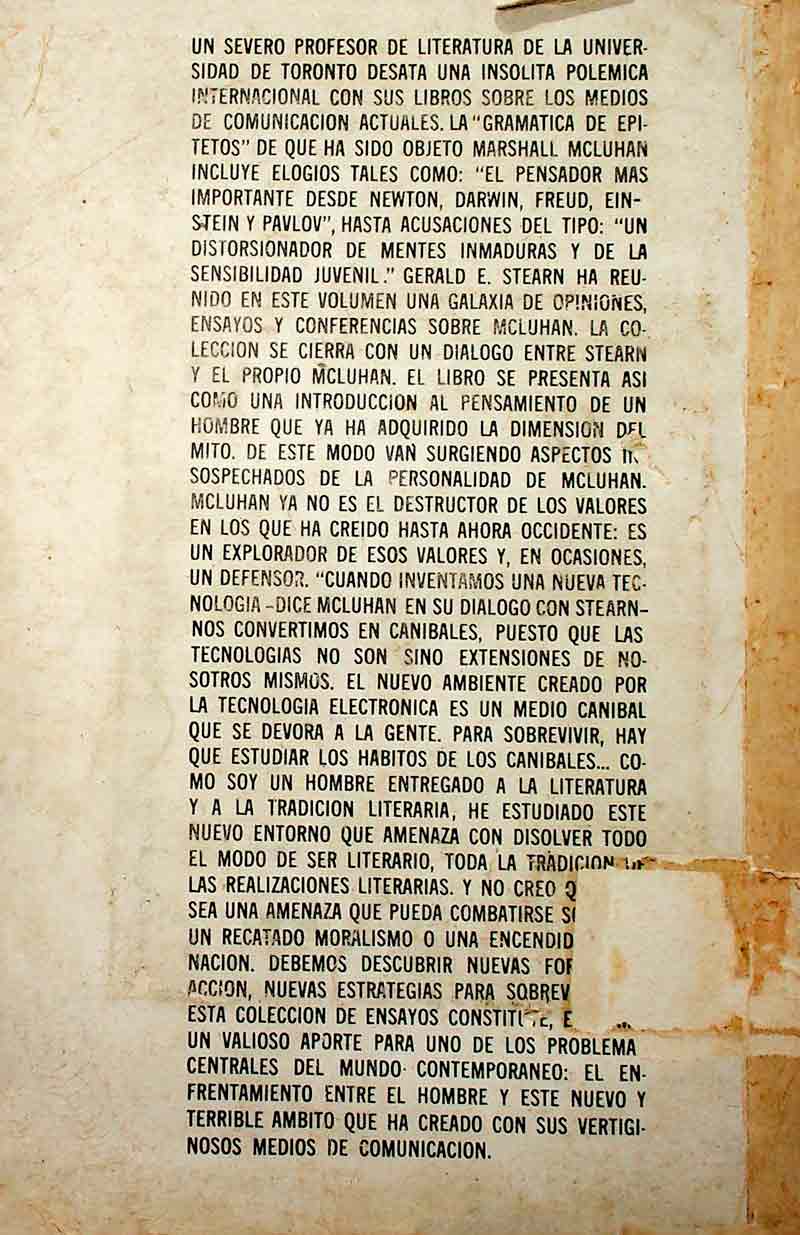 UN SEVERO PROFESOR DE LITERATURA DE LA UNIVER-
SIDAD DE TORONTO DESATA UNA INSOLITA POLEMICA
INTERNACIONAL CON SUS LIBROS SOBRE LOS MEDIOS
DE COMUNICACION ACTUALES. LA "GRAMATICA DE EPI-
TETOS" DE QUE HA SIDO OBJETO MARSHALL MCLUHAN
INCLUYE ELOGIOS TALES COMO: "EL PENSADOR MAS
IMPORTANTE DESDE NEWTON, DARWIN, FREUD, EIN-
STEIN Y PAVLOV", HASTA ACUSACIONES DEL TIPO: "UN
DISTORSIONADOR DE MENTES INMADURAS Y DE LA
SENSIBILIDAD JUVENIL." GERALD E. STEARN HA REU-
NIDO EN ESTE VOLUMEN UNA GALAXIA DE OPINIONES,
ENSAYOS Y CONFERENCIAS SOBRE MCLUHAN. LA CO-
LECCION SE CIERRA CON UN DIALOGO ENTRE STEARN
Y EL PROPIO MCLUHAN. EL LIBRO SE PRESENTA ASI
COMO UNA INTRODUCCION AL PENSAMIENTO DE UN
HOMBRE QUE YA HA ADQUIRIDO LA DIMENSION DEL
MITO. DE ESTE MODO VAN SURGIENDO ASPECTOS
SOSPECHADOS DE LA PERSONALIDAD DE MCLUHAN.
MCLUHAN YA NO ES EL DESTRUCTOR DE LOS VALORES
EN LOS QUE HA CREIDO HASTA AHORA OCCIDENTE: ES
UN EXPLORADOR DE ESOS VALORES Y, EN OCASIONES,
UN DEFENSOR. "CUANDO INVENTAMOS UNA NUEVA TEC-
NOLOGIA -DICE MCLUHAN EN SU DIALOGO CON STEARN-
NOS CONVERTIMOS EN CANIBALES, PUESTO QUE LAS
TECNOLOGIAS NO SON SINO EXTENSIONES DE NO-
SOTROS MISMOS. EL NUEVO AMBIENTE CREADO POR
LA TECNOLOGIA ELECTRONICA ES UN MEDIO CANIBAL
QUE SE DEVORA A LA GENTE. PARA SOBREVIVIR, HAY
QUE ESTUDIAR LOS HABITOS DE LOS CANIBALES... CO-
MO SOY UN HOMBRE ENTREGADO A LA LITERATURA
Y A LA TRADICION LITERARIA, HE ESTUDIADO ESTE
NUEVO ENTORNO QUE AMENAZA CON DISOLVER TODO
EL MODO DE SER LITERARIO, TODA LA TRADICION
LAS REALIZACIONES LITERARIAS. Y NO CREO
SEA UNA AMENAZA QUE PUEDA COMBATIRSE
UN RECATADO MORALISMO O UNA
NACION. DEBEMOS DESCUBRIR NUEVAS
ACCION, NUEVAS ESTRATEGIAS PARA
ESTA COLECCION DE ENSAYOS
UN VALIOSO APORTE PARA UNO DE LOS PROBLEMA
CENTRALES DEL MUNDO CONTEMPORANEO: EL EN-
FRENTAMIENTO ENTRE EL HOMBRE Y ESTE NUEVO Y
TERRIBLE AMBITO QUE HA CREADO CON SUS VERTIGI-
NOSOS MEDIOS DE COMUNICACION.